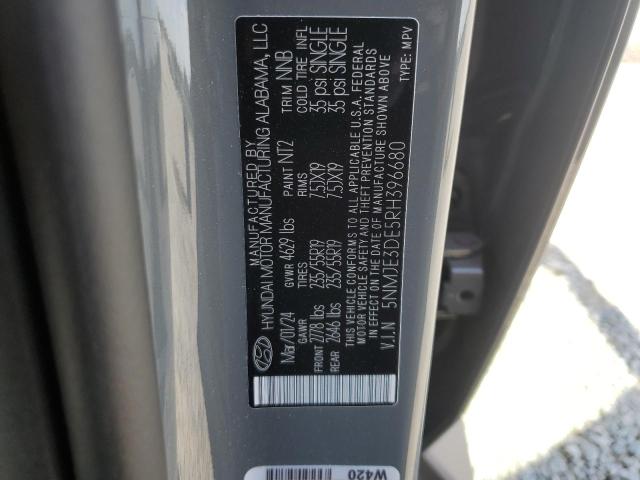 MANUFACTURED BY
HYUNDAI MOTOR MANUFACTURING ALABAMA, LLC
Mar/01/24 GVWR 4629 lbs PAINT NT2 TRIM NNB
GAWR TIRES RIMS COLD TIRE INFL
FRONT 2778 lbs 235/55R19 7.5JX19 35 psi SINGLE
REAR 2646 lbs 235/55R19 7.5JX19 35 psi SINGLE
THIS VEHICLE CONFORMS TO ALL APPLICABLE U.S.A. FEDERAL
MOTOR VEHICLE SAFETY AND THEFT PREVENTION STANDARDS
IN EFFECT ON THE DATE OF MANUFACTURE SHOWN ABOVE
V.I.N 5NMJE3DE5RH396680 TYPE: MPV
W420